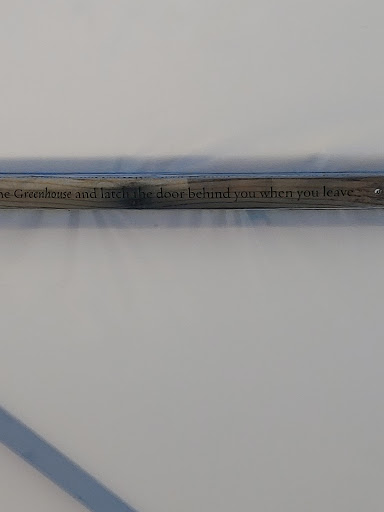 he Greenhouse and latch the door behind you when you leave